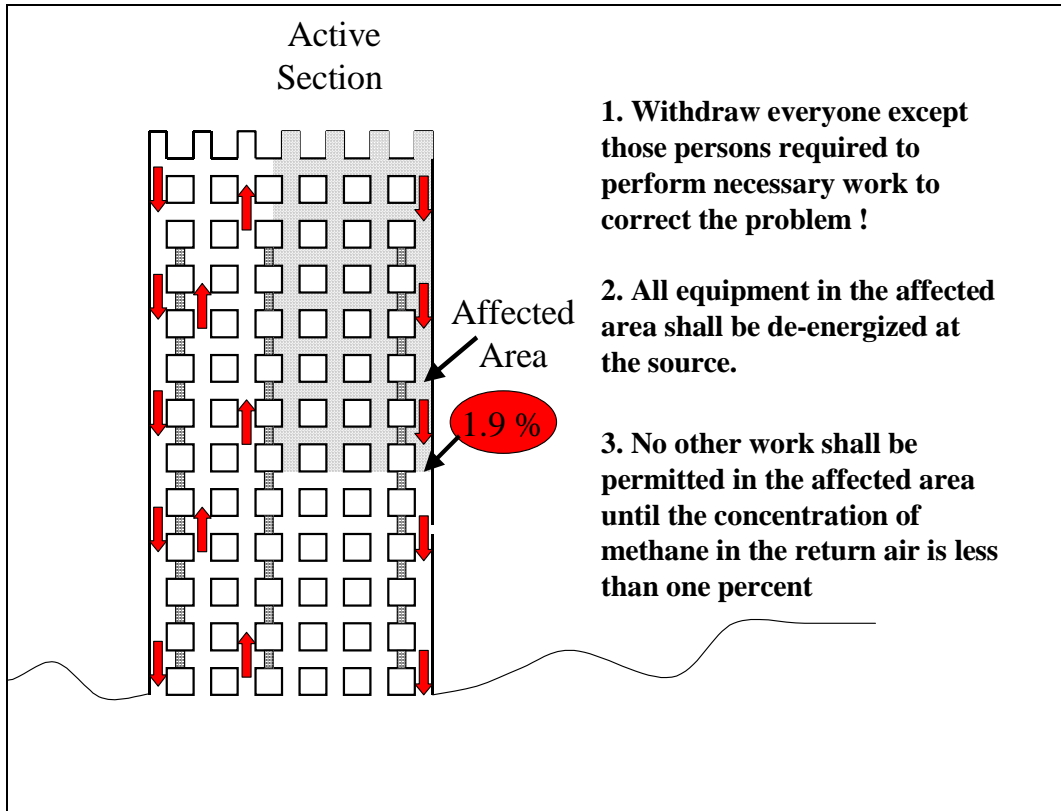 Active
Section
1. Withdraw everyone except
those persons required to
perform necessary work to
correct the problem !
2. All equipment in the affected
area shall be de-energized at
the source.
Affected
Area
1.9 %
3. No other work shall be
permitted in the affected area
until the concentration of
methane in the return air is less
than one percent